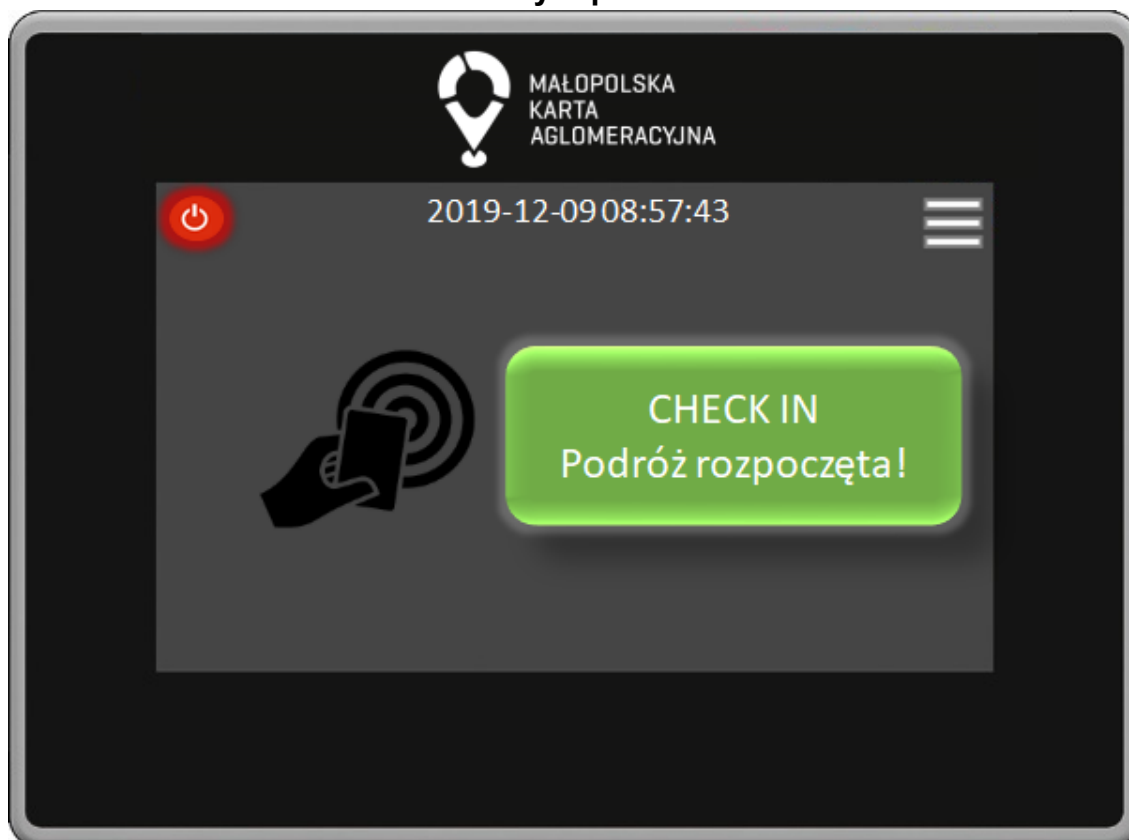 MAŁOPOLSKA
KARTA
AGLOMERACYJNA
2019-12-09 08:57:43
CHECK IN
Podróż rozpoczęta!